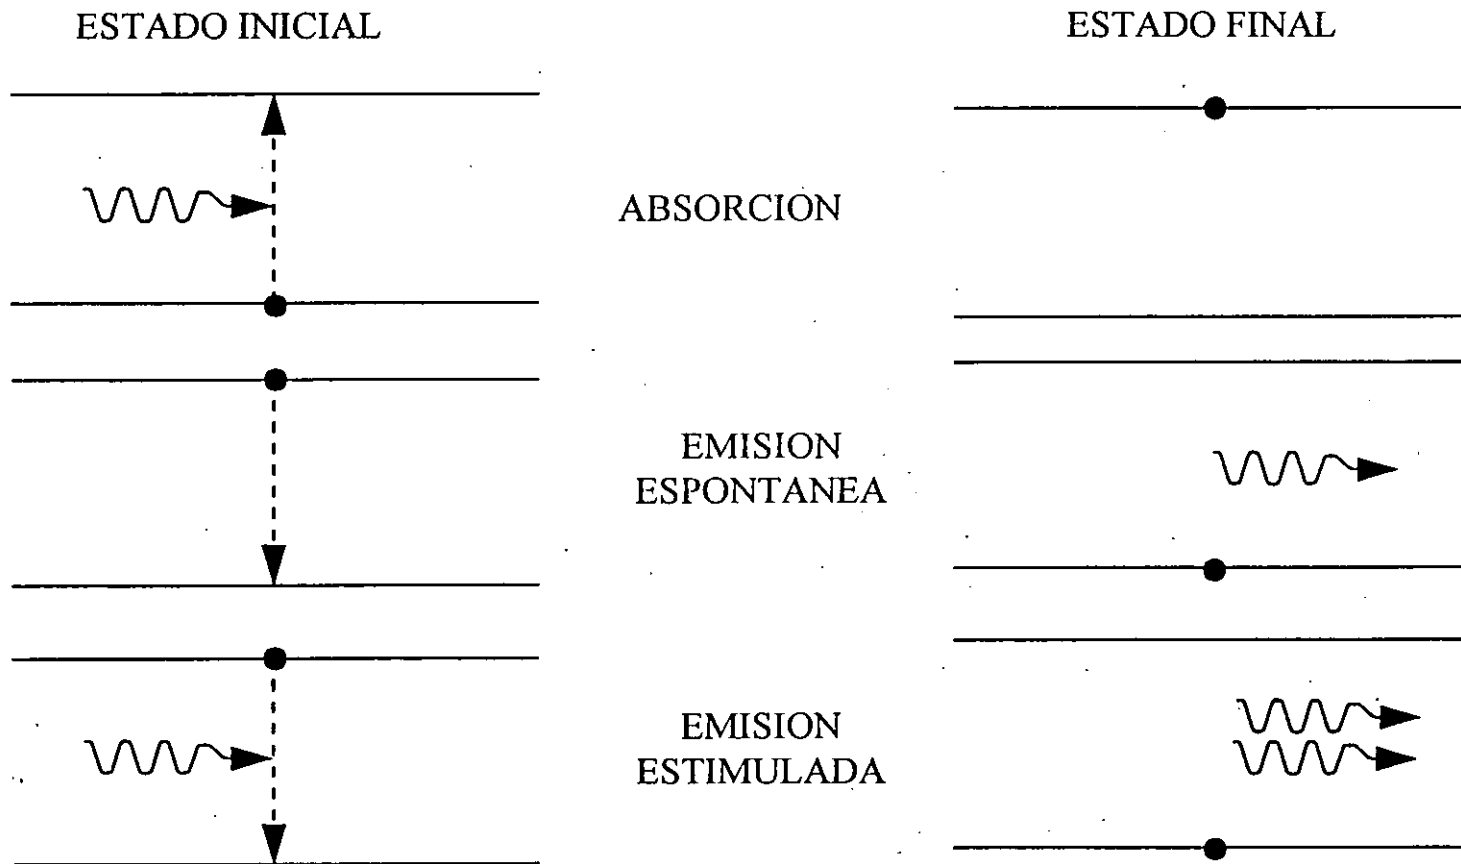 ESTADO INICIAL
ESTADO FINAL
ABSORCION
EMISION
ESPONTANEA
EMISION
ESTIMULADA